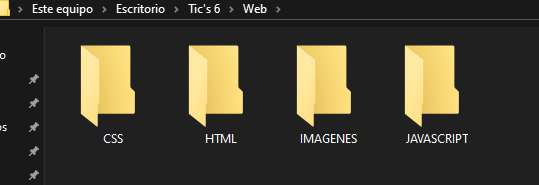 Este equipo > Escritorio > Tic's 6 > Web >
CSS HTML IMAGENES JAVASCRIPT